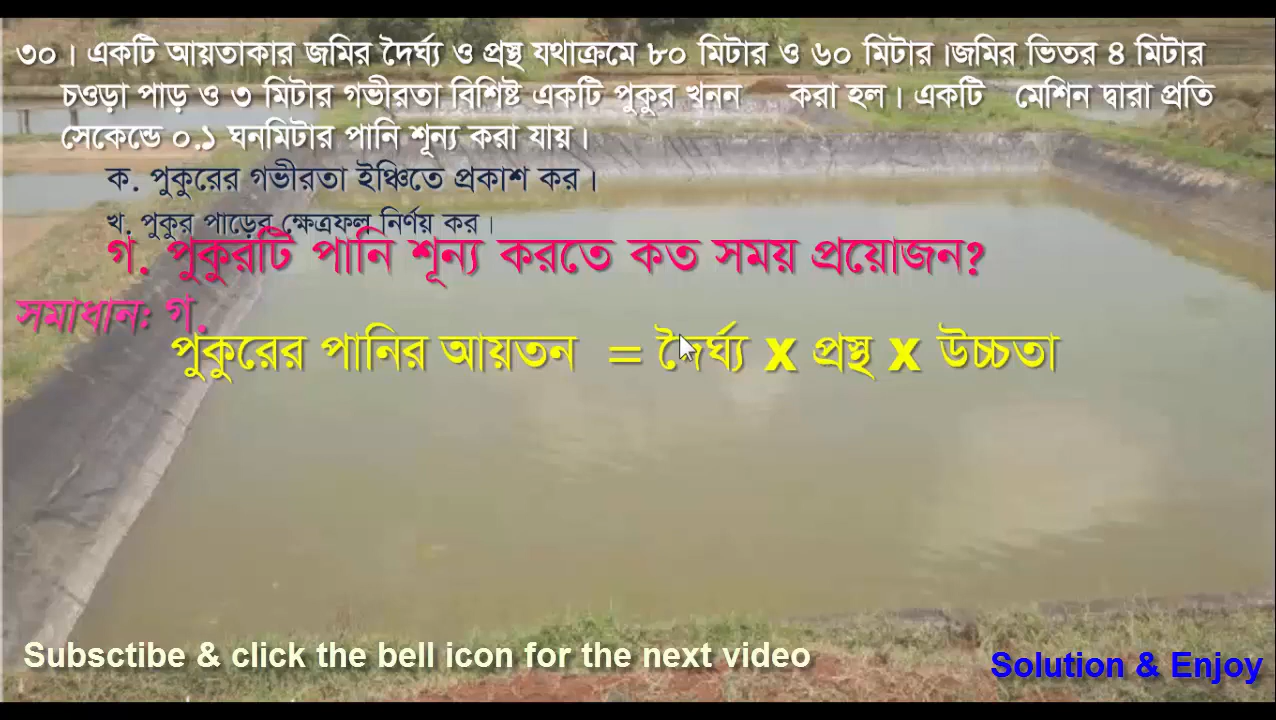 ৩০। একটি আয়তাকার জমির দৈর্ঘ্য ও প্রস্থ যথাক্রমে ৮০ মিটার ও ৬০ মিটার।জমির ভিতর ৪ মিটার
চওড়া পাড় ও ৩ মিটার গভীরতা বিশিষ্ট একটি পুকুর খনন করা হল। একটি মেশিন দ্বারা প্রতি
সেকেন্ডে ০.১ ঘনমিটার পানি শূন্য করা যায়।
ক. পুকুরের গভীরতা ইঞ্চিতে প্রকাশ কর।
খ. পুকুর পাড়ের ক্ষেত্রফল নির্ণয় কর।
গ. পুকুরটি পানি শূন্য করতে কত সময় প্রয়োজন?
সমাধান: গ.
পুকুরের পানির আয়তন = দৈর্ঘ্য x প্রস্থ x উচ্চতা
Subsctibe & click the bell icon for the next video
Solution & Enjoy